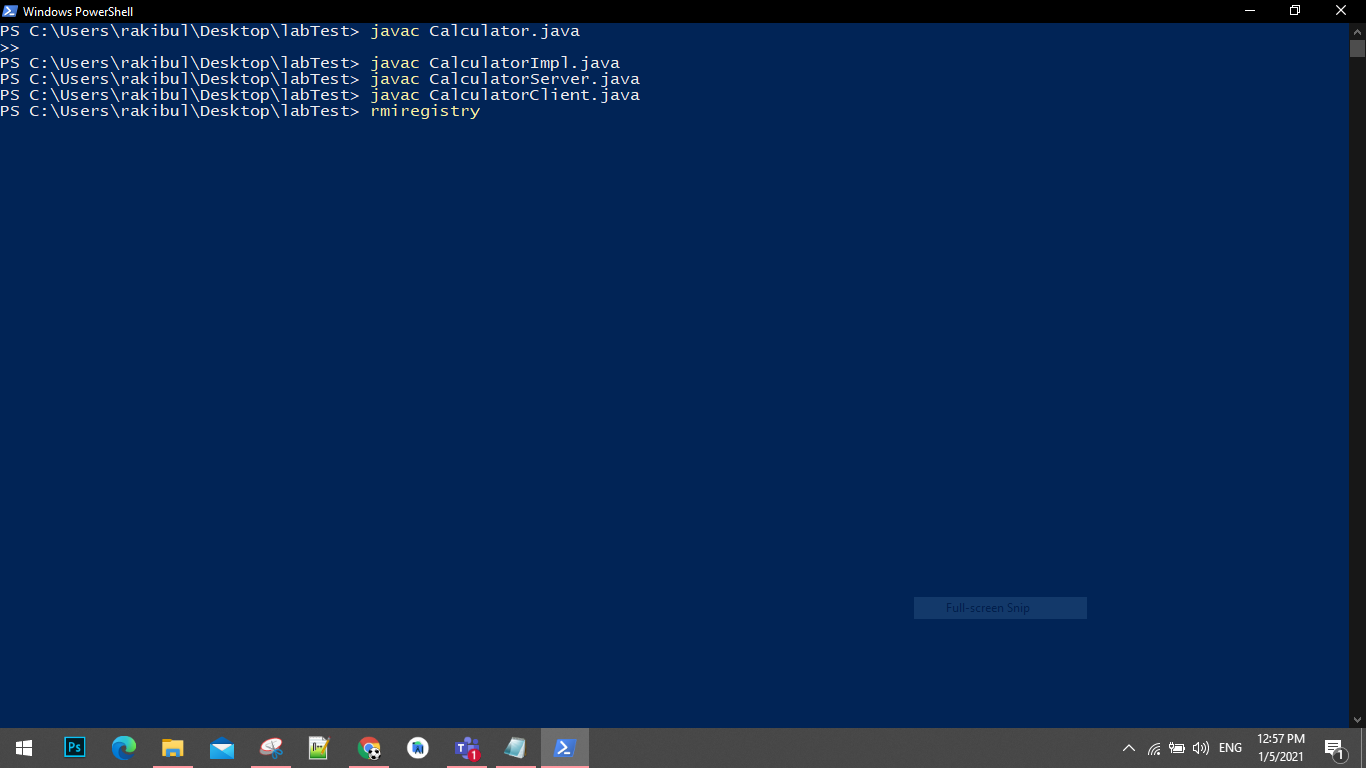 Windows PowerShell
PS C:\Users\rakibul\Desktop\labTest> javac Calculator.java
>>
PS C:\Users\rakibul\Desktop\labTest> javac CalculatorImpl.java
PS C:\Users\rakibul\Desktop\labTest> javac CalculatorServer.java
PS C:\Users\rakibul\Desktop\labTest> javac CalculatorClient.java
PS C:\Users\rakibul\Desktop\labTest> rmiregistry
Full-screen Snip
Ps
1
ENG
12:57 PM
1/5/2021
1